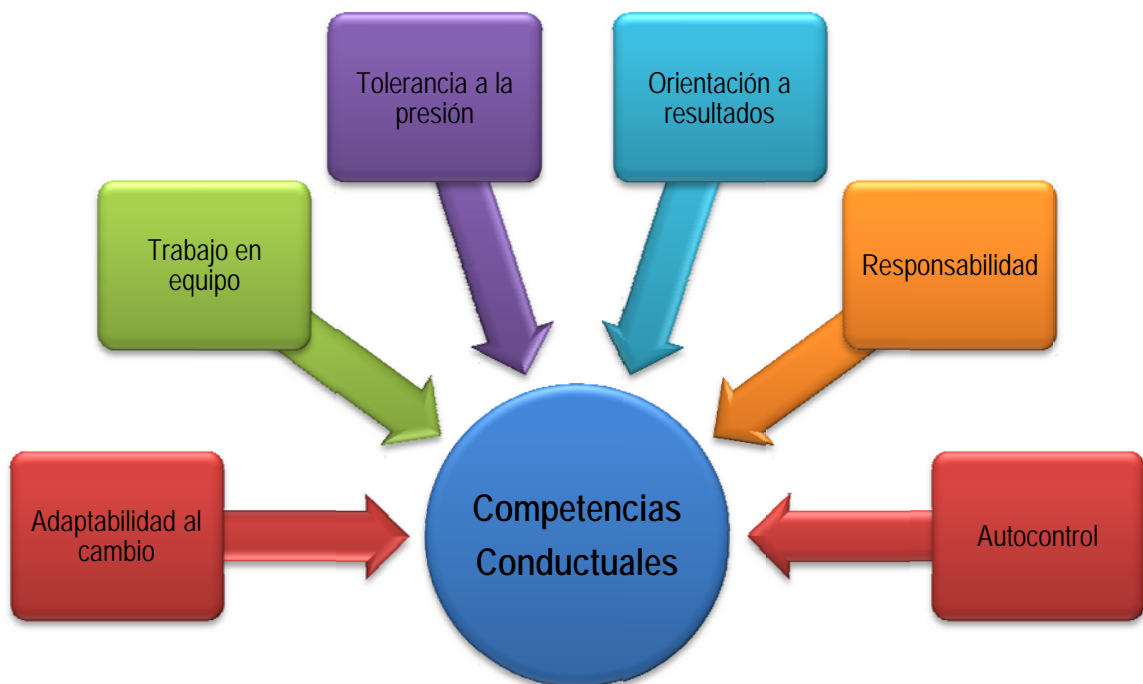 Tolerancia a la
presión
Orientación a
resultados
Trabajo en
equipo
Responsabilidad
Adaptabilidad al
cambio
Competencias
Conductuales
Autocontrol